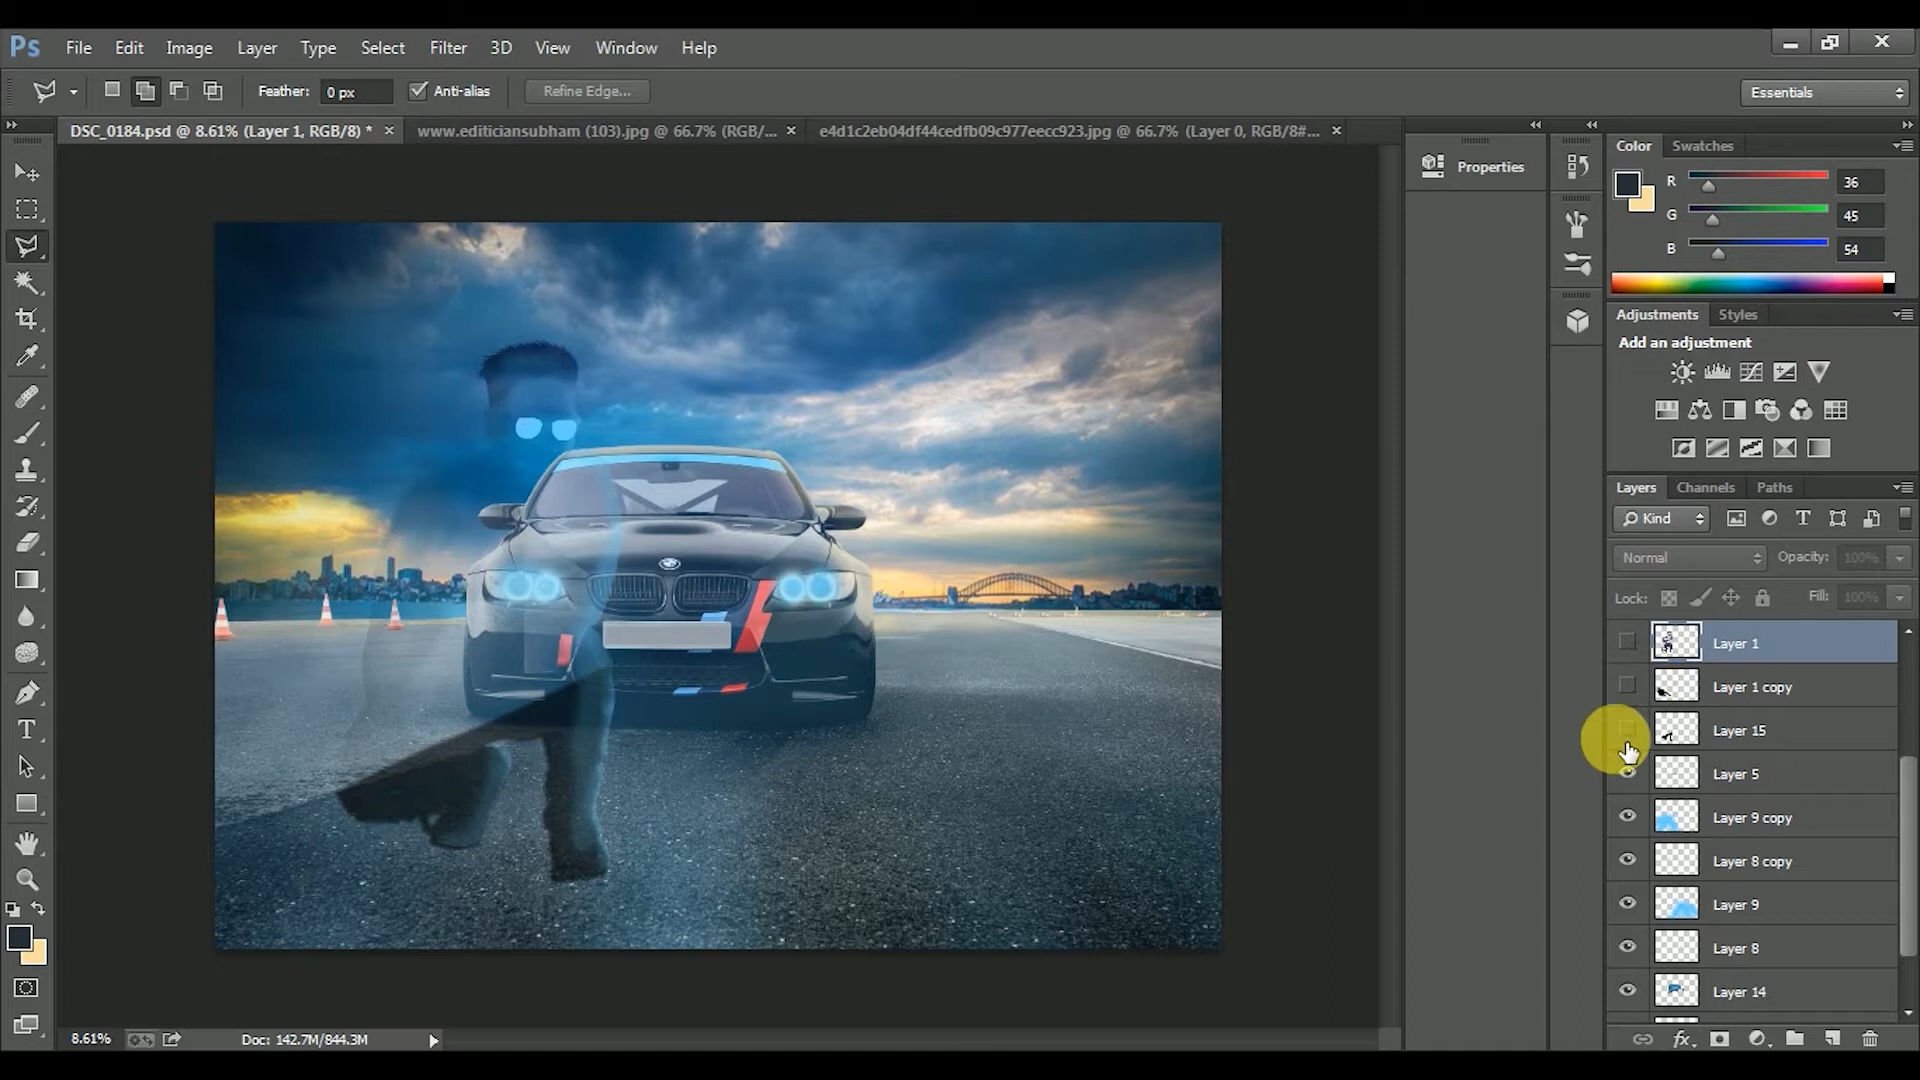 Ps File Edit Image Layer Type Select Filter 3D View Window Help
Feather: 0 px Anti-alias Refine Edge... Essentials
DSC_0184.psd @ 8.61% (Layer 1, RGB/8) * × www.editiciansubham (103).jpg @ 66.7% (RGB/... × e4d1c2eb04df44cedfb09c977eecc923.jpg @ 66.7% (Layer 0, RGB/8#... ×
Properties
Color Swatches
R 36
G 45
B 54
Adjustments Styles
Add an adjustment
Layers Channels Paths
Kind
Normal Opacity: 100%
Lock: Fill: 100%
Layer 1
Layer 1 copy
Layer 15
Layer 5
Layer 9 copy
Layer 8 copy
Layer 9
Layer 8
Layer 14
8.61% Doc: 142.7M/844.3M
fx